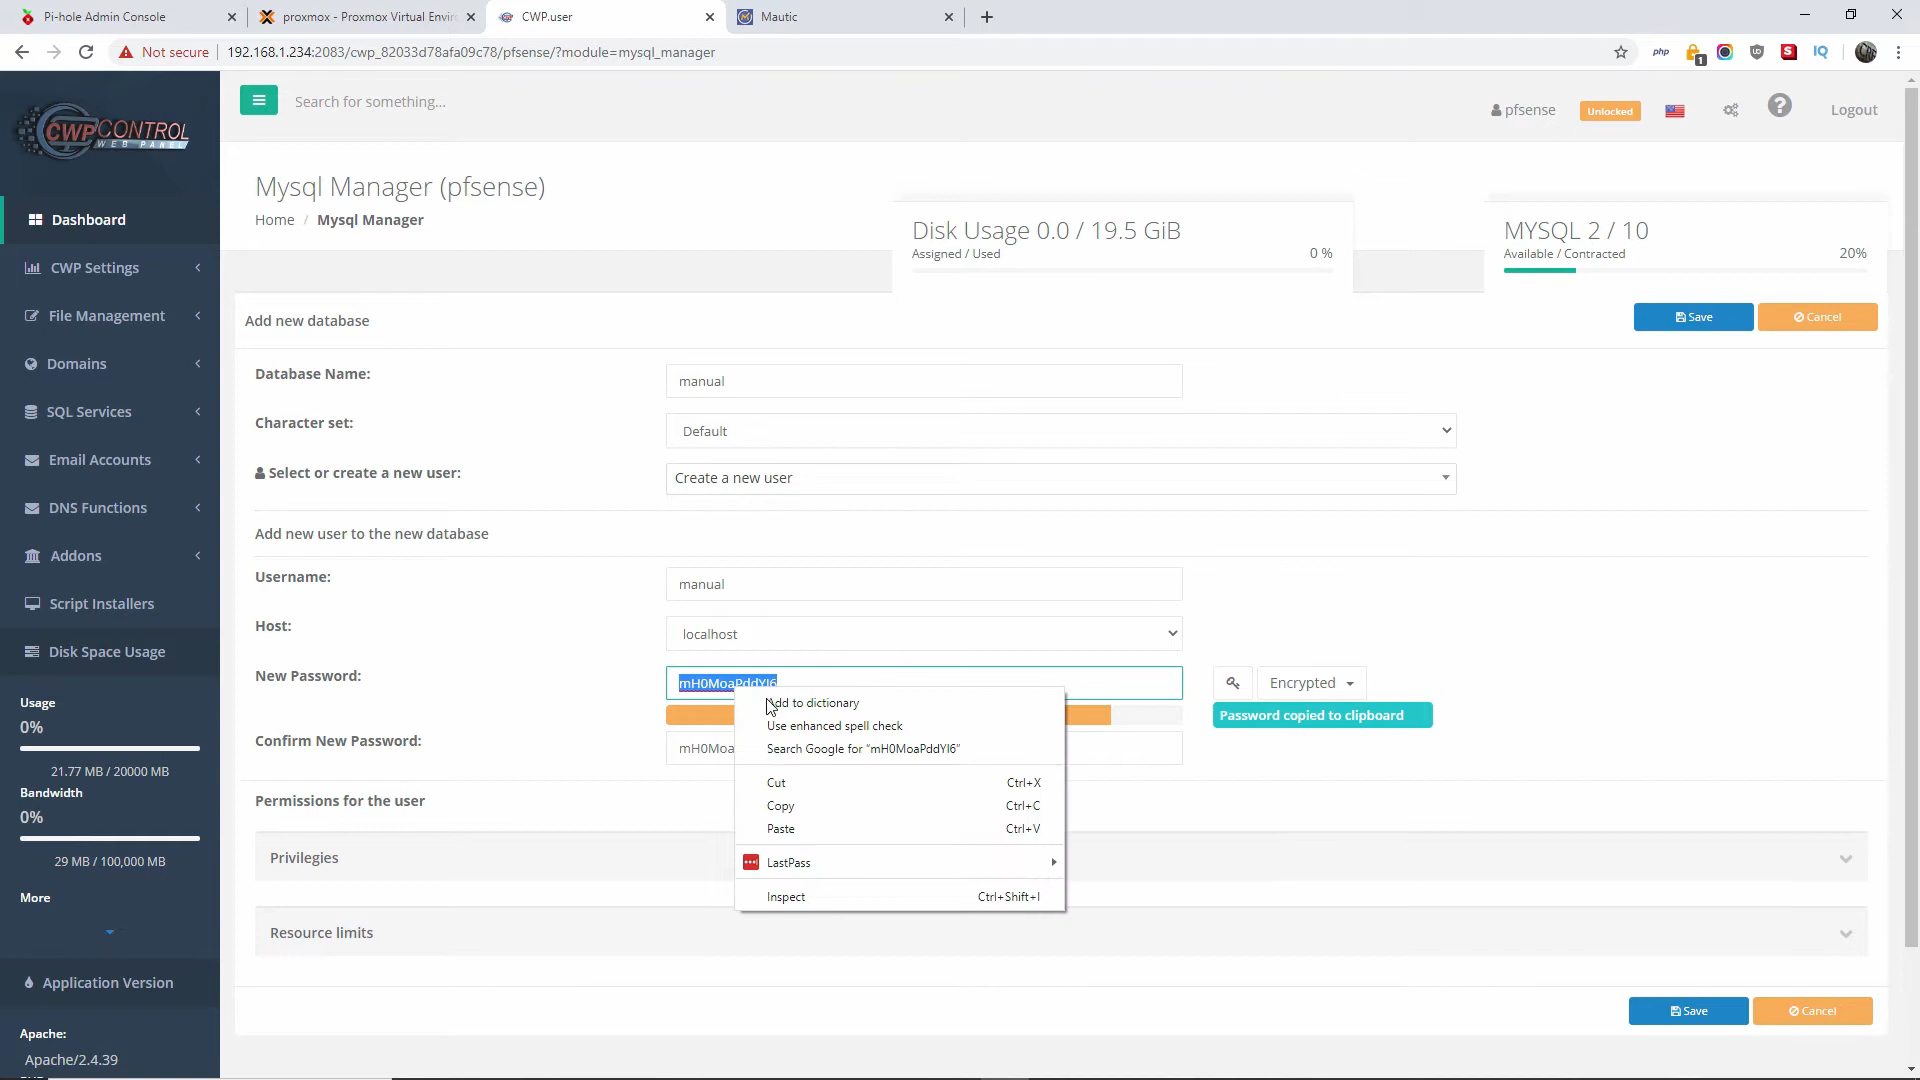 Pi-hole Admin Console
proxmox - Proxmox Virtual Envir
CWP.user
Mautic
Not secure
192.168.1.234:2083/cwp_82033d78afa09c78/pfsense/?module=mysql_manager
php
1
S
IQ
CWPCONTROL
WEB PANEL
Search for something...
pfsense
Unlocked
Logout
Mysql Manager (pfsense)
Home / Mysql Manager
Disk Usage 0.0 / 19.5 GiB
Assigned / Used
0 %
MYSQL 2 / 10
Available / Contracted
20%
Dashboard
CWP Settings
File Management
Domains
SQL Services
Email Accounts
DNS Functions
Addons
Script Installers
Disk Space Usage
Usage
0%
21.77 MB / 20000 MB
Bandwidth
0%
29 MB / 100,000 MB
More
Application Version
Apache:
Apache/2.4.39
Add new database
Save
Cancel
Database Name:
manual
Character set:
Default
Select or create a new user:
Create a new user
Add new user to the new database
Username:
manual
Host:
localhost
New Password:
mH0MoaPddYI6
Encrypted
Password copied to clipboard
Confirm New Password:
mH0Moa
Add to dictionary
Use enhanced spell check
Search Google for “mH0MoaPddYI6”
Cut Ctrl+X
Copy Ctrl+C
Paste Ctrl+V
LastPass
Inspect Ctrl+Shift+I
Permissions for the user
Privilegies
Resource limits
Save
Cancel